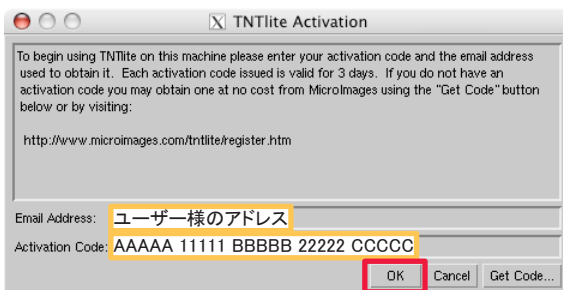 X TNTlite Activation
To begin using TNTlite on this machine please enter your activation code and the email address
used to obtain it. Each activation code issued is valid for 3 days. If you do not have an
activation code you may obtain one at no cost from MicroImages using the "Get Code" button
below or by visiting:
http://www.microimages.com/tntlite/register.htm
Email Address: ユーザー様のアドレス
Activation Code: AAAAA 11111 BBBBB 22222 CCCCC
OK Cancel Get Code...